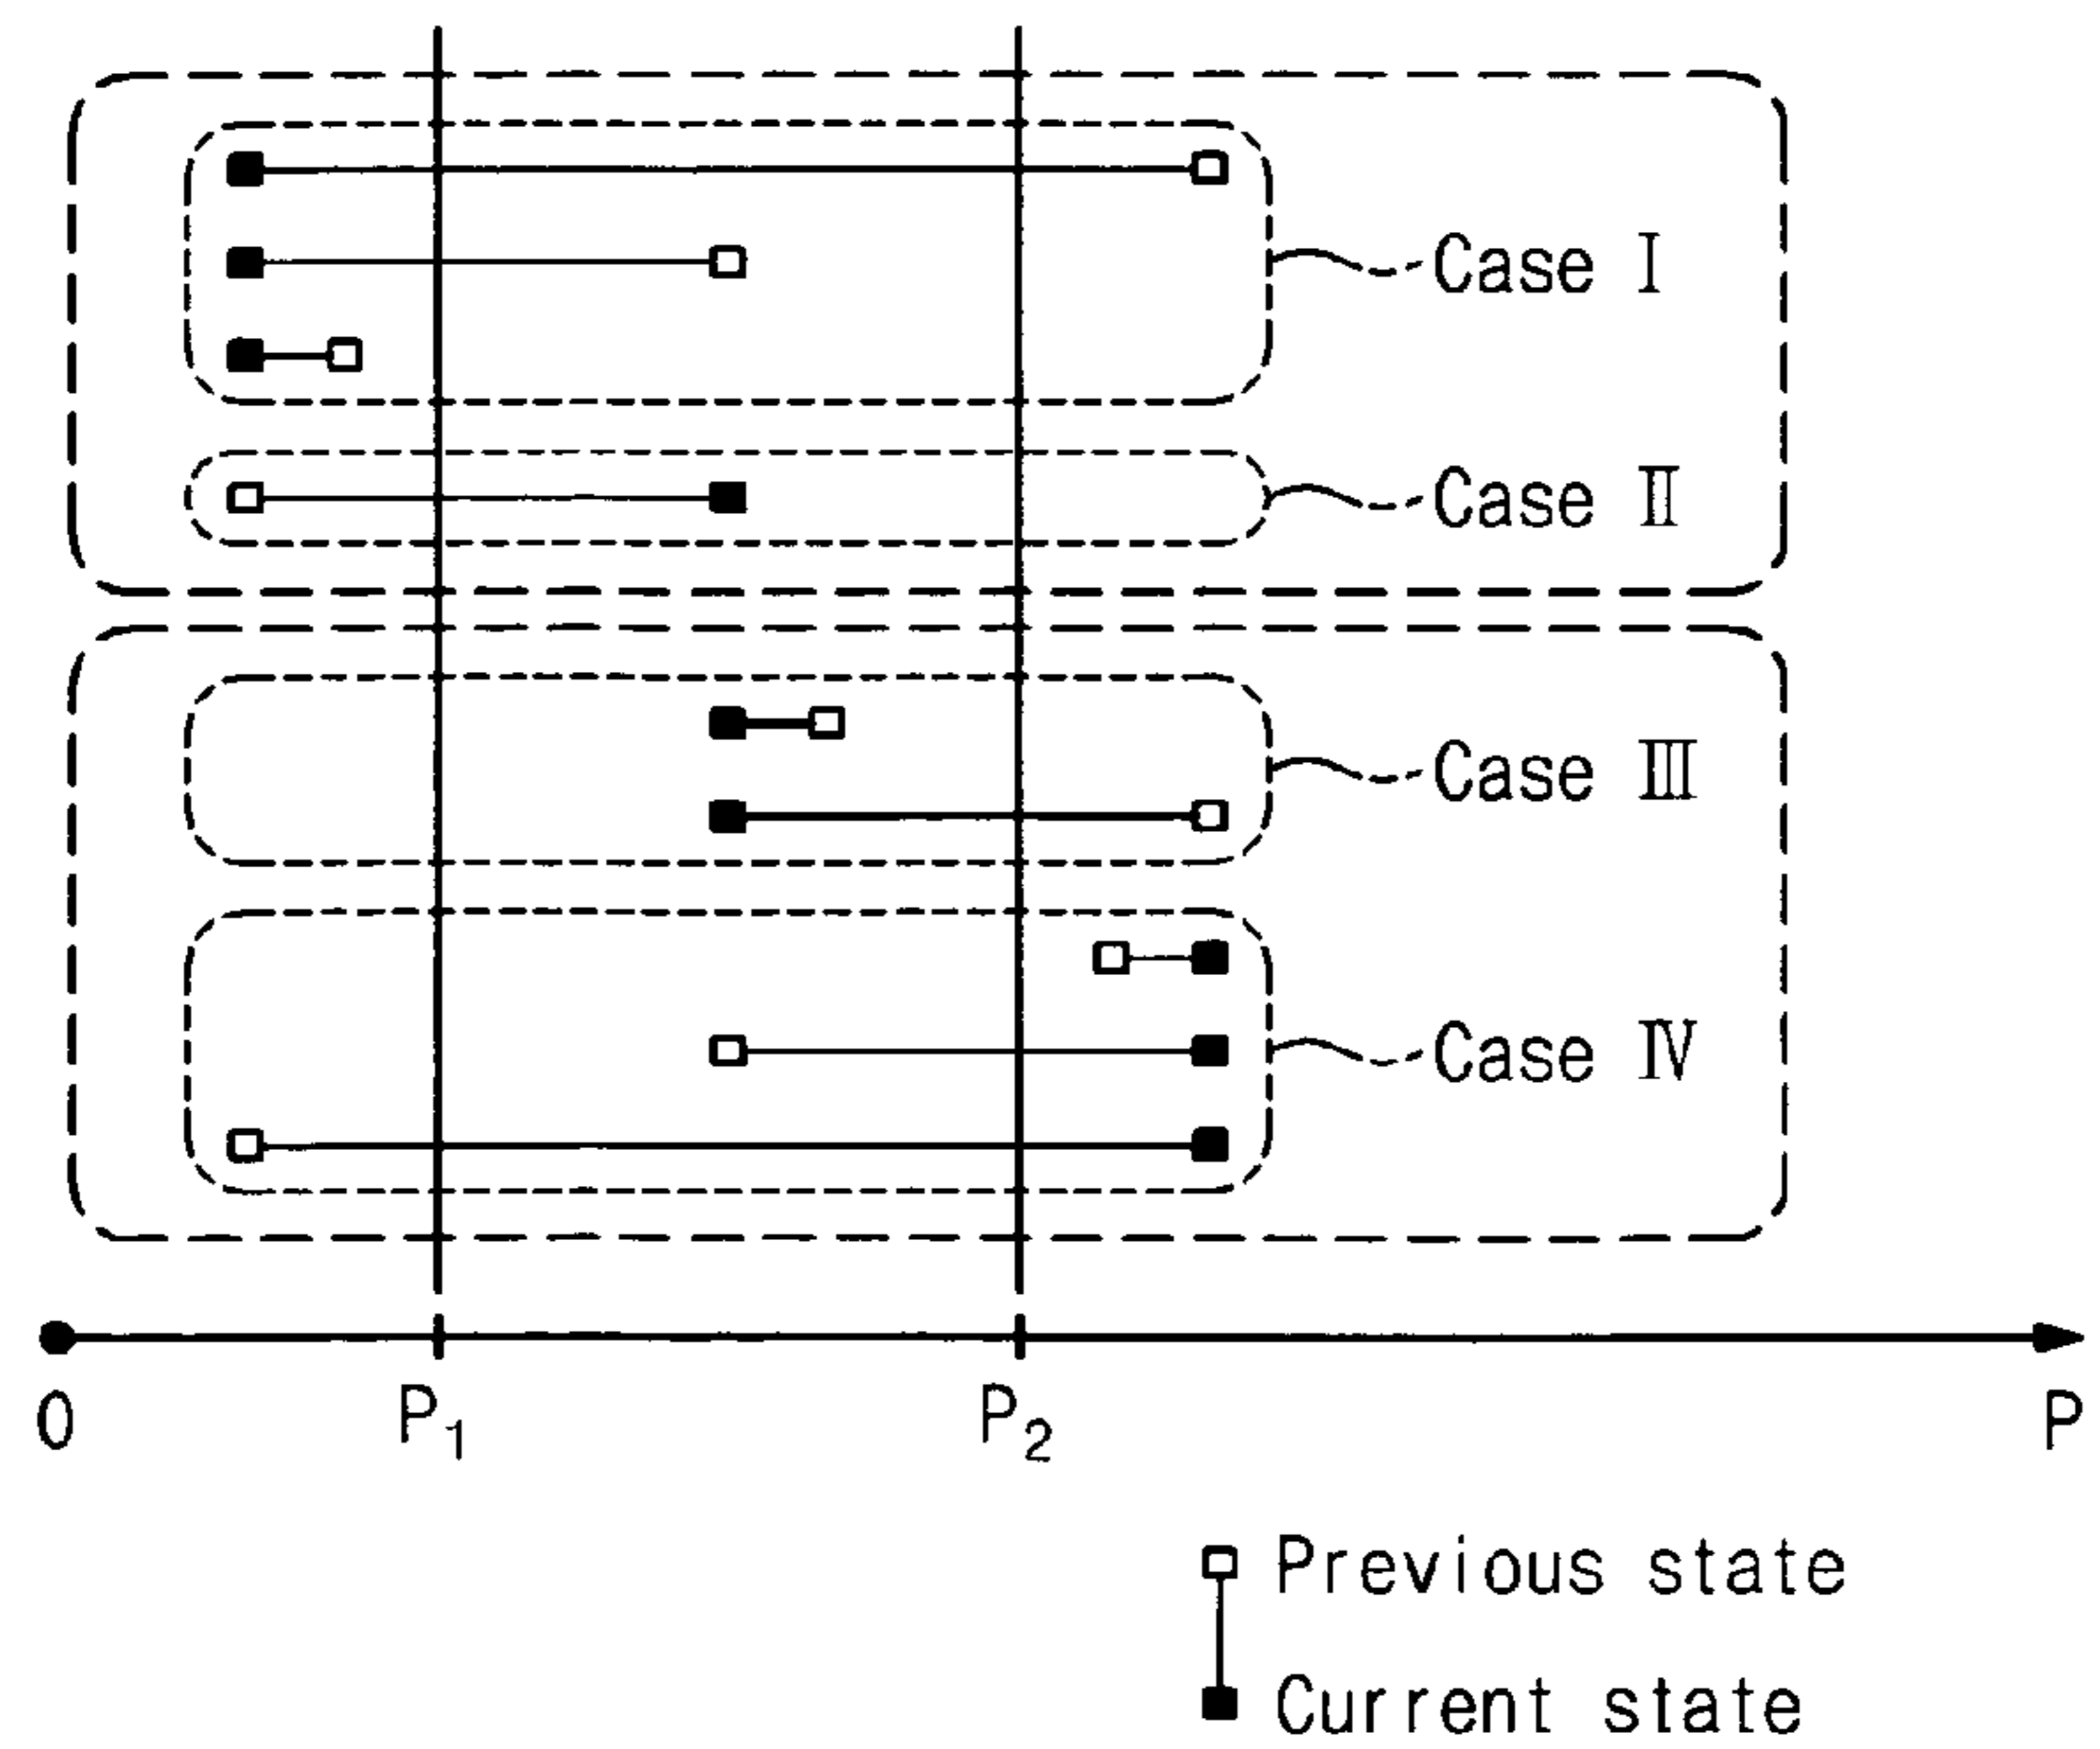 Case Ⅰ
Case Ⅱ
Case Ⅲ
Case Ⅳ
0 P₁ P₂ P
Previous state
Current state